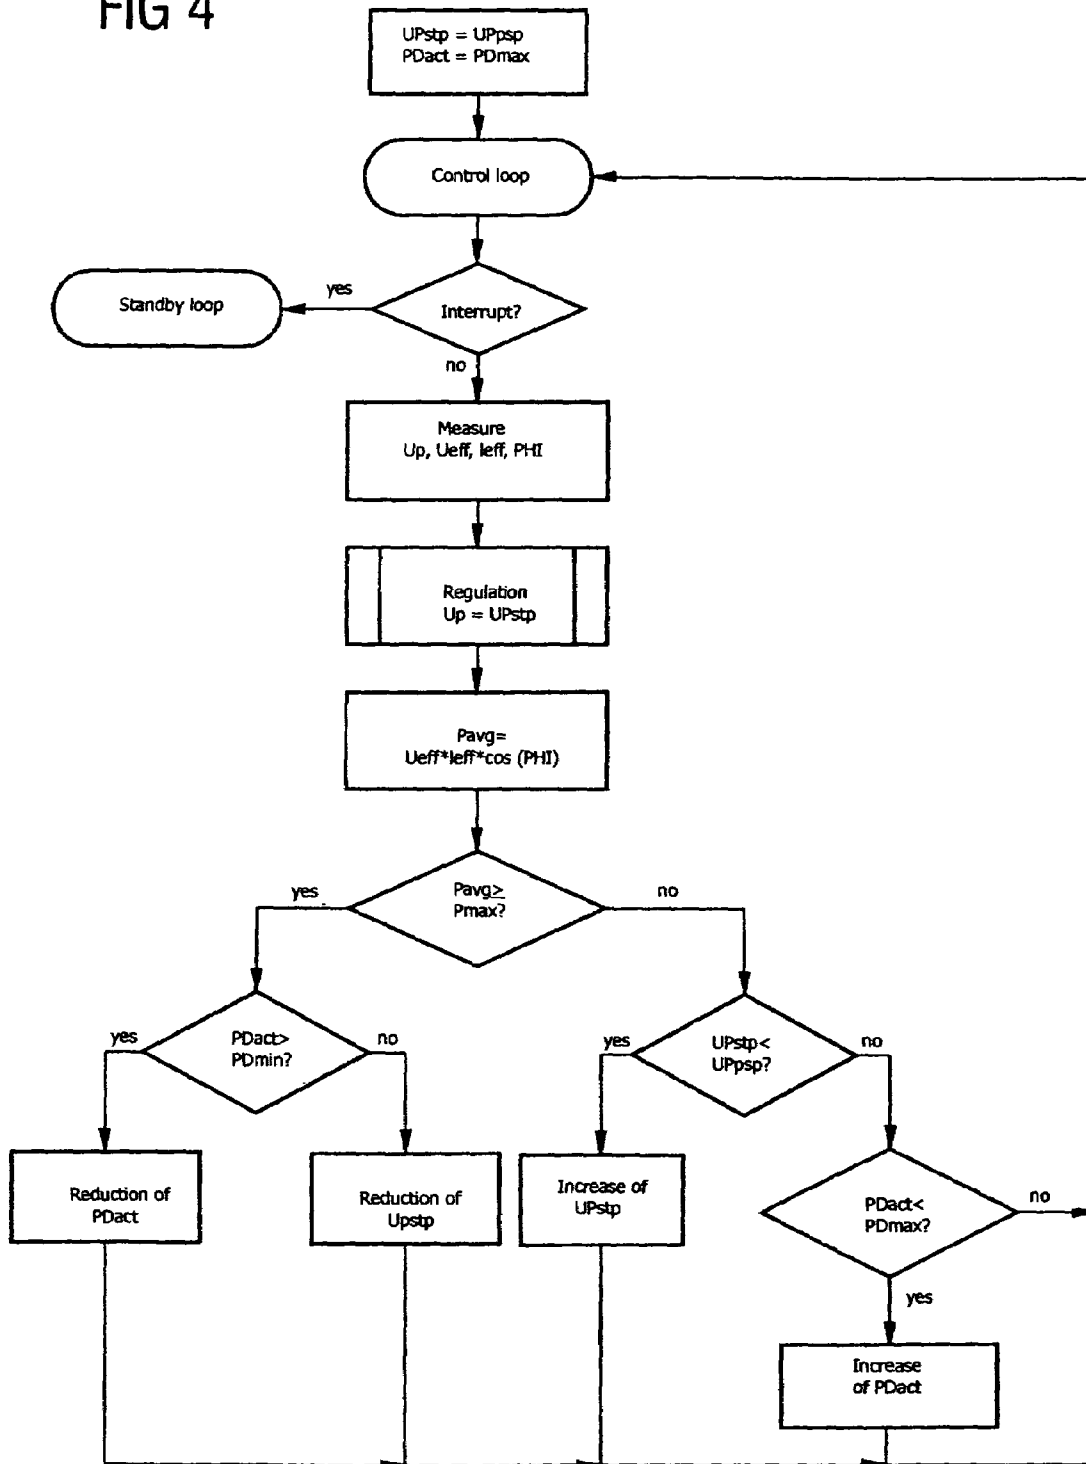 FIG 4
UPstp = UPpsp
PDact = PDmax
Control loop
Interrupt?
yes
Standby loop
no
Measure
Up, Ueff, Ieff, PHI
Regulation
Up = UPstp
Pavg=
Ueff*Ieff*cos (PHI)
Pavg≥
Pmax?
yes
no
PDact>
PDmin?
yes
no
UPstp<
UPpsp?
yes
no
Reduction of
PDact
Reduction of
Upstp
Increase of
UPstp
PDact<
PDmax?
no
yes
Increase
of PDact